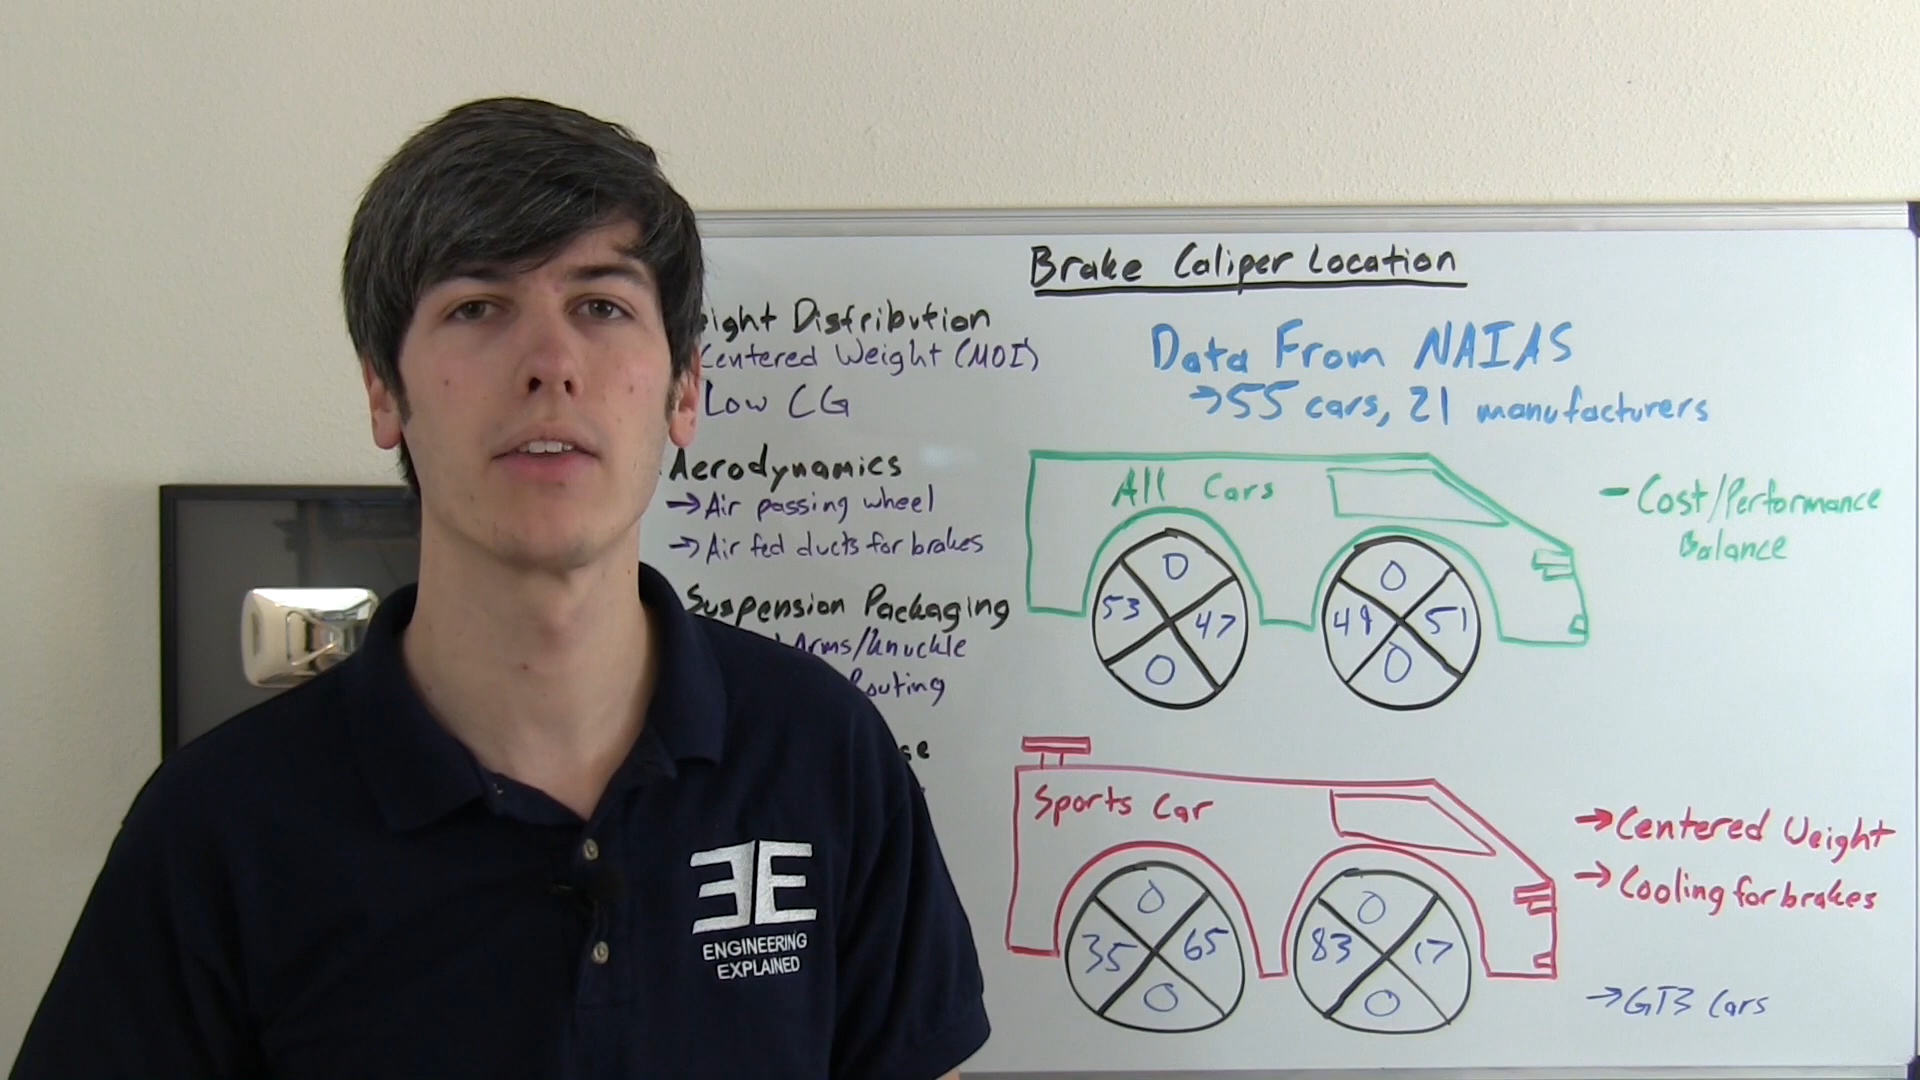 Brake Caliper Location
ight Distribution
Centered Weight (MOI)
Low CG
Data From NAIAS
→55 cars, 21 manufacturers
Aerodynamics
→ Air passing wheel
→ Air fed ducts for brakes
Suspension Packaging
Arms/Knuckle
Routing
se
All Cars
0
53 47
0
0
49 51
0
- Cost/Performance
Balance
Sports Car
0
35 65
0
0
83 17
0
→ Centered Weight
→ Cooling for brakes
→ GT3 Cars
ƎE
ENGINEERING
EXPLAINED